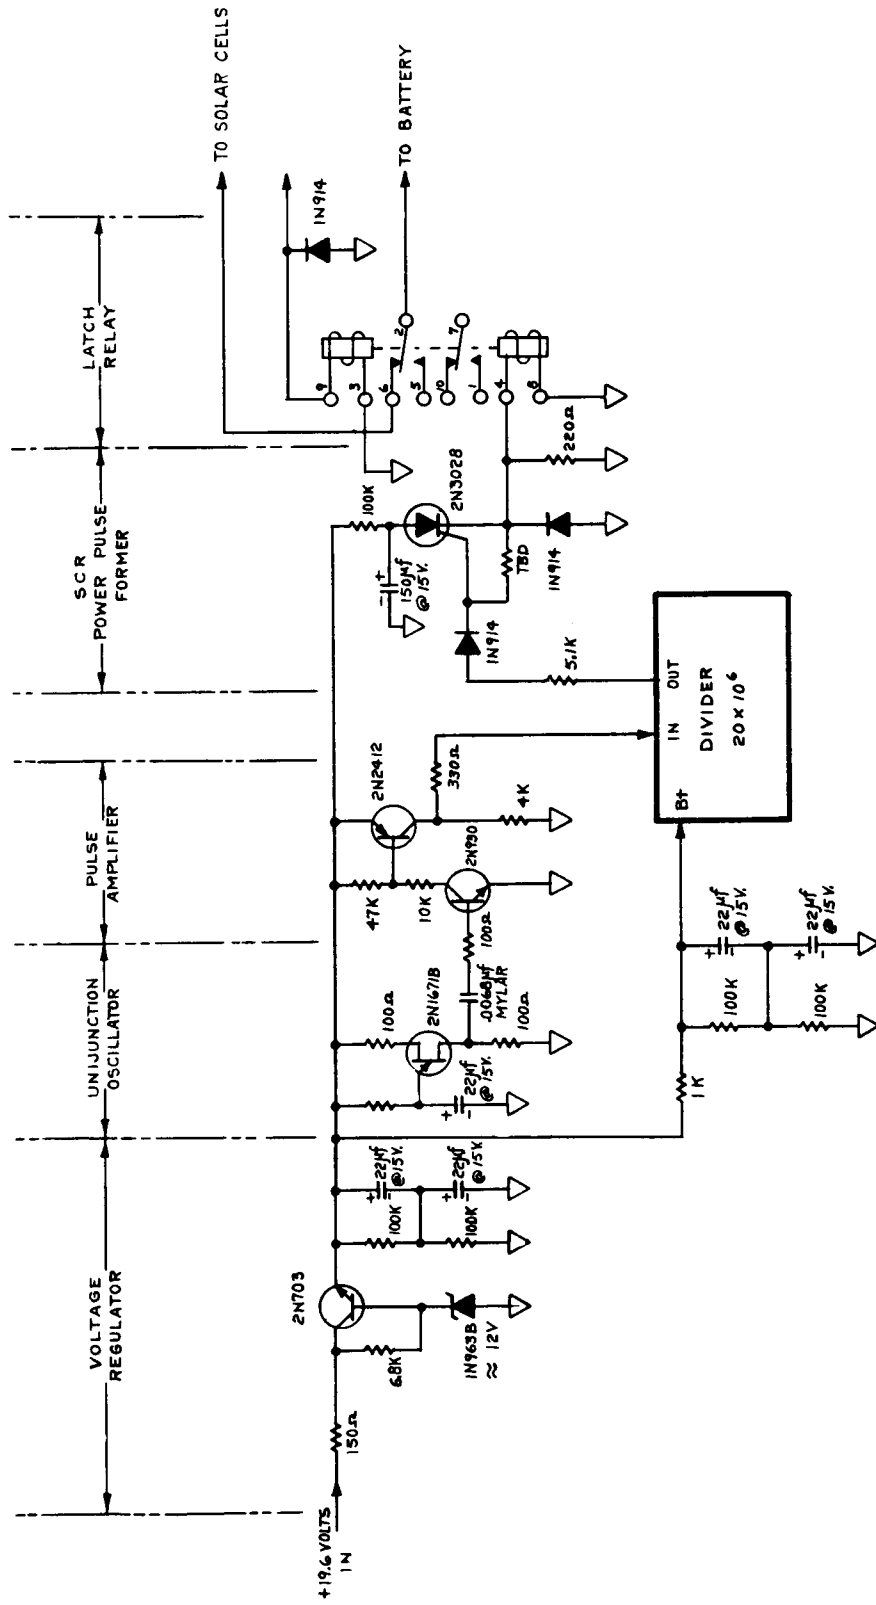 VOLTAGE
REGULATOR
UNIJUNCTION
OSCILLATOR
PULSE
AMPLIFIER
SCR
POWER PULSE
FORMER
LATCH
RELAY
+19.6 VOLTS
IN
150Ω
6.8K
2N703
1N963B
≈ 12V
100K
100K
+
-
22μf
@15V.
+
-
22μf
@15V.
+
-
22μf
@15V.
100Ω
2N1671B
100Ω
.0068μf
MYLAR
100Ω
47K
10K
2N930
2N2412
330Ω
4K
1K
100K
100K
+
-
22μf
@15V.
+
-
22μf
@15V.
B+
IN
OUT
DIVIDER
20 X 10⁶
5.1K
1N914
100K
-
+
150μf
@ 15V.
2N3028
TBD
1N914
220Ω
9
3
6
5
10
1
4
8
2
7
1N914
TO SOLAR CELLS
TO BATTERY